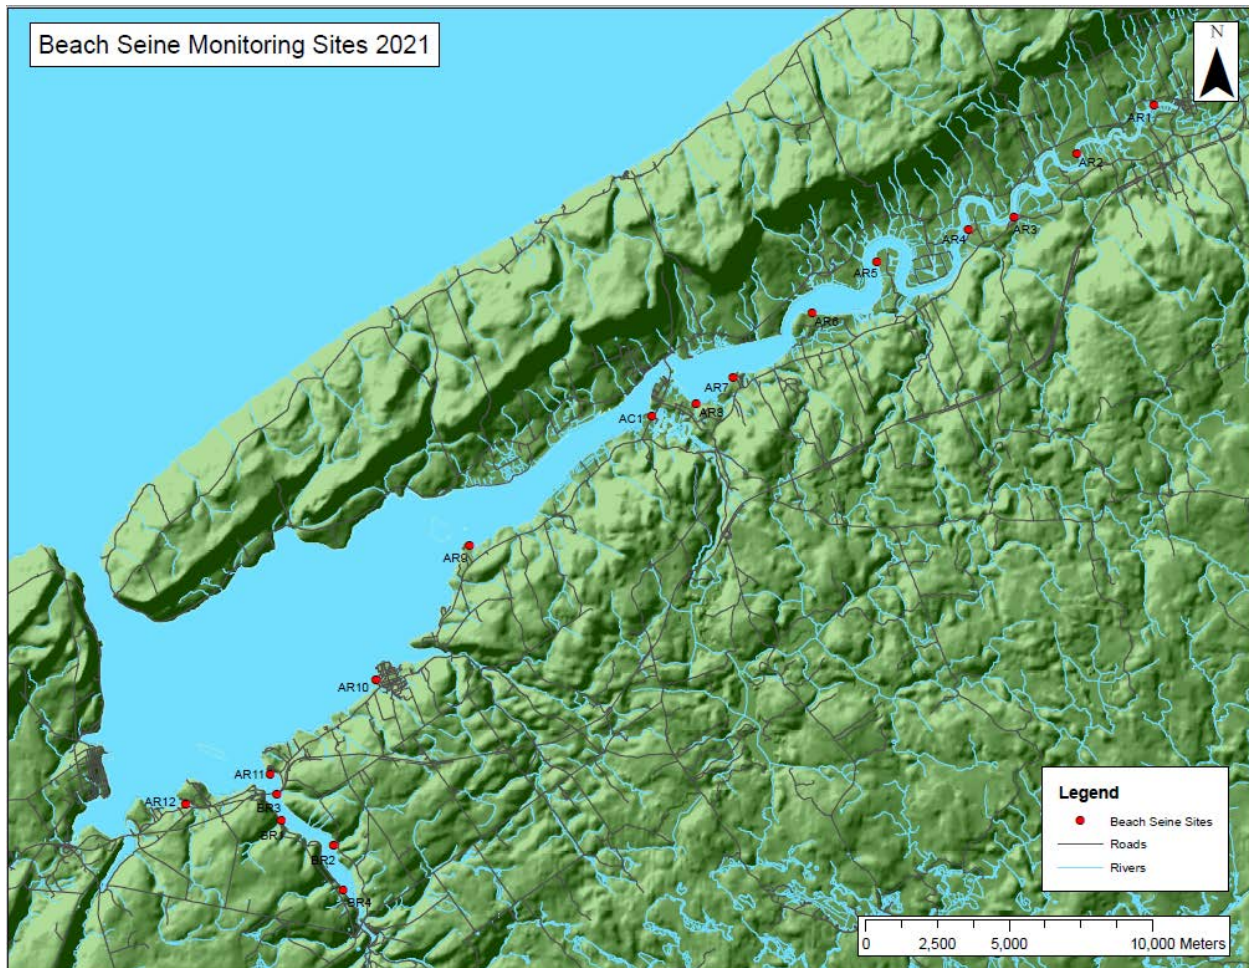 Beach Seine Monitoring Sites 2021
N
AR1
AR2
AR3
AR4
AR5
AR6
AR7
AR8
AC1
AR9
AR10
AR11
AR12
BR3
BR1
BR2
BR4
Legend
Beach Seine Sites
Roads
Rivers
0 2,500 5,000 10,000 Meters